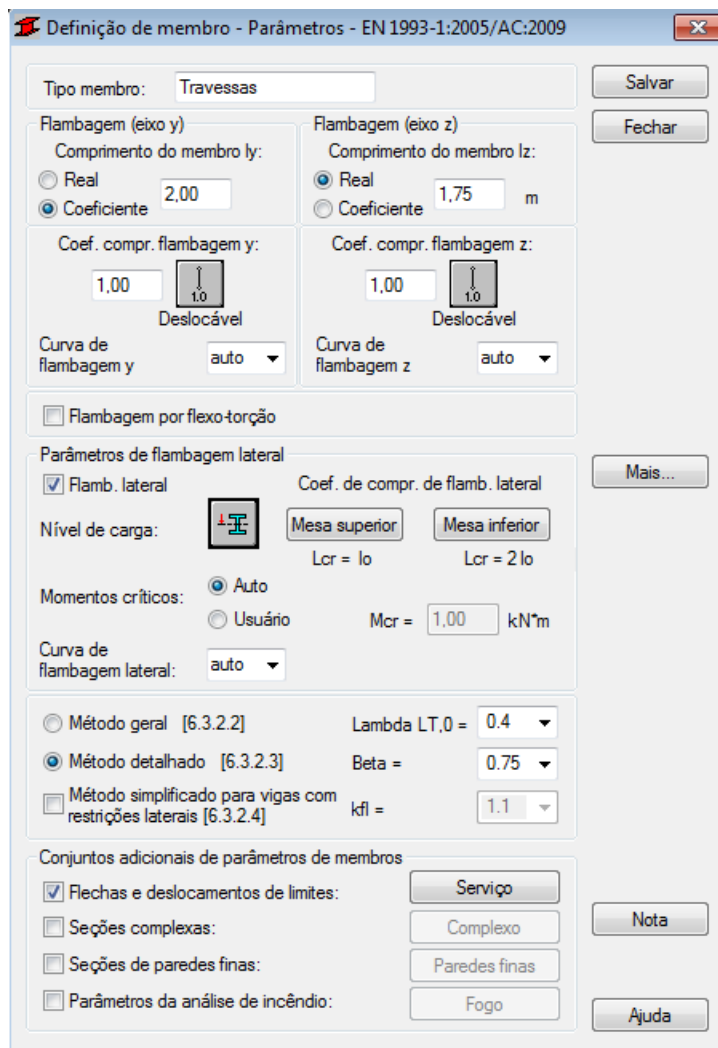 Definição de membro - Parâmetros - EN 1993-1:2005/AC:2009
Tipo membro: Travessas
Salvar
Fechar
Flambagem (eixo y)
Comprimento do membro ly:
Real
Coeficiente
2,00
Flambagem (eixo z)
Comprimento do membro lz:
Real
Coeficiente
1,75 m
Coef. compr. flambagem y:
1,00
1.0
Deslocável
Curva de
flambagem y
auto
Coef. compr. flambagem z:
1,00
1.0
Deslocável
Curva de
flambagem z
auto
Flambagem por flexo-torção
Parâmetros de flambagem lateral
Flamb. lateral
Coef. de compr. de flamb. lateral
Mais...
Nível de carga:
Mesa superior
Mesa inferior
Lcr = lo
Lcr = 2 lo
Momentos críticos:
Auto
Usuário
Mcr = 1,00 kN*m
Curva de
flambagem lateral:
auto
Método geral [6.3.2.2]
Lambda LT,0 = 0.4
Método detalhado [6.3.2.3]
Beta = 0.75
Método simplificado para vigas com
restrições laterais [6.3.2.4]
kfl = 1.1
Conjuntos adicionais de parâmetros de membros
Flechas e deslocamentos de limites:
Serviço
Seções complexas:
Complexo
Nota
Seções de paredes finas:
Paredes finas
Parâmetros da análise de incêndio:
Fogo
Ajuda